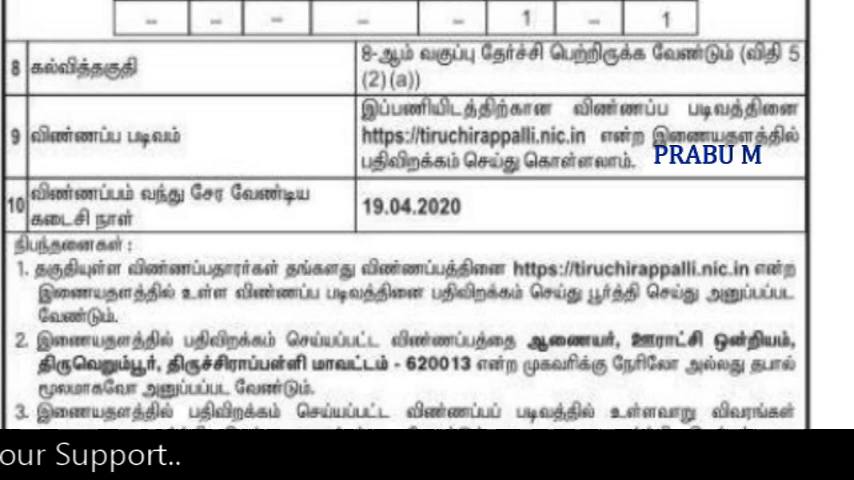 -- -- -- -- -- 1 -- 1
8 கல்வித்தகுதி
8-ஆம் வகுப்பு தேர்ச்சி பெற்றிருக்க வேண்டும் (விதி 5
(2) (a))
9 விண்ணப்ப படிவம்
இப்பணியிடத்திற்கான விண்ணப்ப படிவத்தினை
https://tiruchirappalli.nic.in என்ற இணையதளத்தில்
பதிவிறக்கம் செய்து கொள்ளலாம்.
PRABU M
10 விண்ணப்பம் வந்து சேர வேண்டிய
கடைசி நாள்
19.04.2020
நிபந்தனைகள் :
1. தகுதியுள்ள விண்ணப்பதாரர்கள் தங்களது விண்ணப்பத்தினை https://tiruchirappalli.nic.in என்ற
இணையதளத்தில் உள்ள விண்ணப்ப படிவத்தினை பதிவிறக்கம் செய்து பூர்த்தி செய்து அனுப்பப்பட
வேண்டும்.
2. இணையதளத்தில் பதிவிறக்கம் செய்யப்பட்ட விண்ணப்பத்தை ஆணையர், ஊராட்சி ஒன்றியம்,
திருவெறும்பூர், திருச்சிராப்பள்ளி மாவட்டம் - 620013 என்ற முகவரிக்கு நேரிலோ அல்லது தபால்
மூலமாகவோ அனுப்பப்பட வேண்டும்.
3. இணையதளத்தில் பதிவிறக்கம் செய்யப்பட்ட விண்ணப்பப் படிவத்தில் உள்ளவாறு விவரங்கள்
our Support..